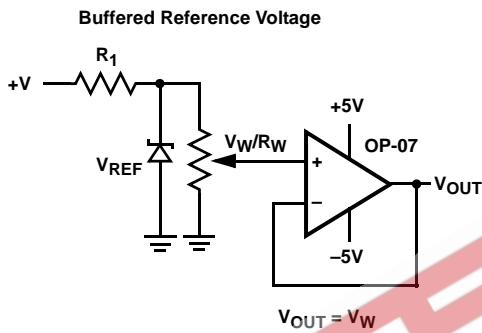 Buffered Reference Voltage
R1
+V
+5V
OP-07
VREF
VW/RW
+
–
VOUT
–5V
VOUT = VW